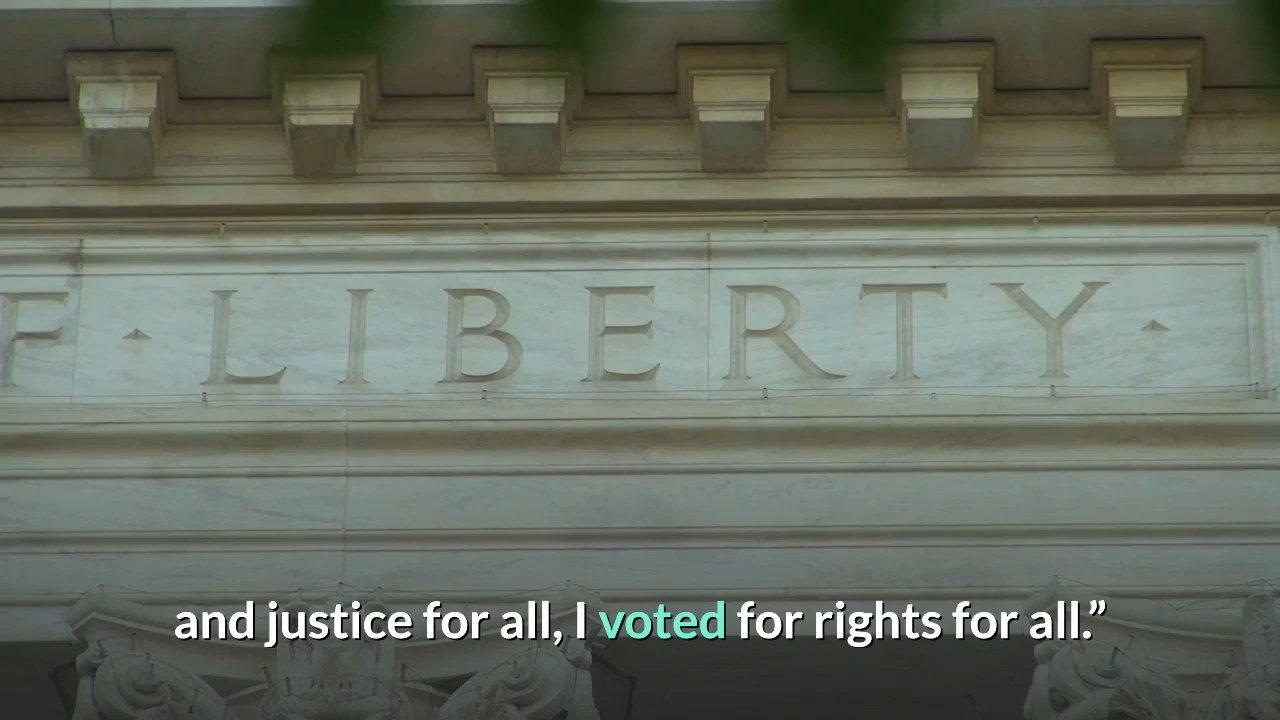 F · LIBERTY ·
and justice for all, I voted for rights for all.”